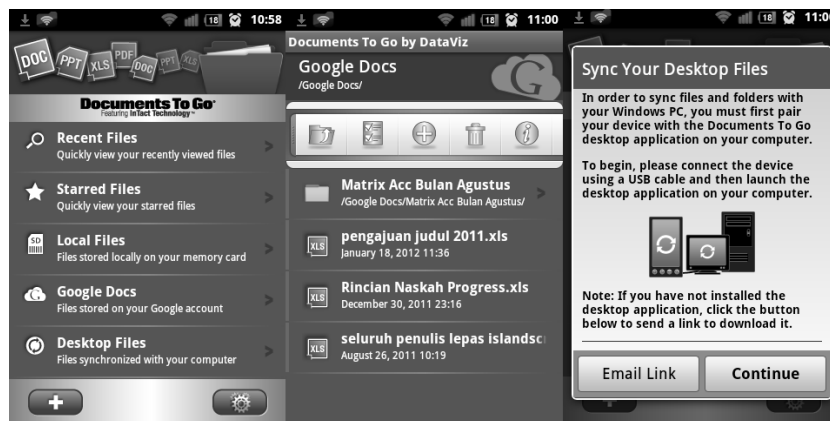 18 10:58
DOC PPT XLS PDF DOC PPT XLS
Documents To Go®
Featuring InTact Technology™
Recent Files
Quickly view your recently viewed files
Starred Files
Quickly view your starred files
SD
Local Files
Files stored locally on your memory card
Google Docs
Files stored on your Google account
Desktop Files
Files synchronized with your computer
18 11:00
Documents To Go by DataViz
Google Docs
/Google Docs/
Matrix Acc Bulan Agustus
/Google Docs/Matrix Acc Bulan Agustus/
XLS
pengajuan judul 2011.xls
January 18, 2012 11:36
XLS
Rincian Naskah Progress.xls
December 30, 2011 23:16
XLS
seluruh penulis lepas islandsc
August 26, 2011 10:19
18 11:00
Sync Your Desktop Files
In order to sync files and folders with
your Windows PC, you must first pair
your device with the Documents To Go
desktop application on your computer.
To begin, please connect the device
using a USB cable and then launch the
desktop application on your computer.
Note: If you have not installed the
desktop application, click the button
below to send a link to download it.
Email Link
Continue